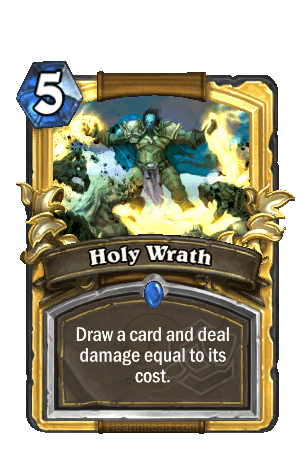 5
Holy Wrath
Draw a card and deal
damage equal to its
cost.